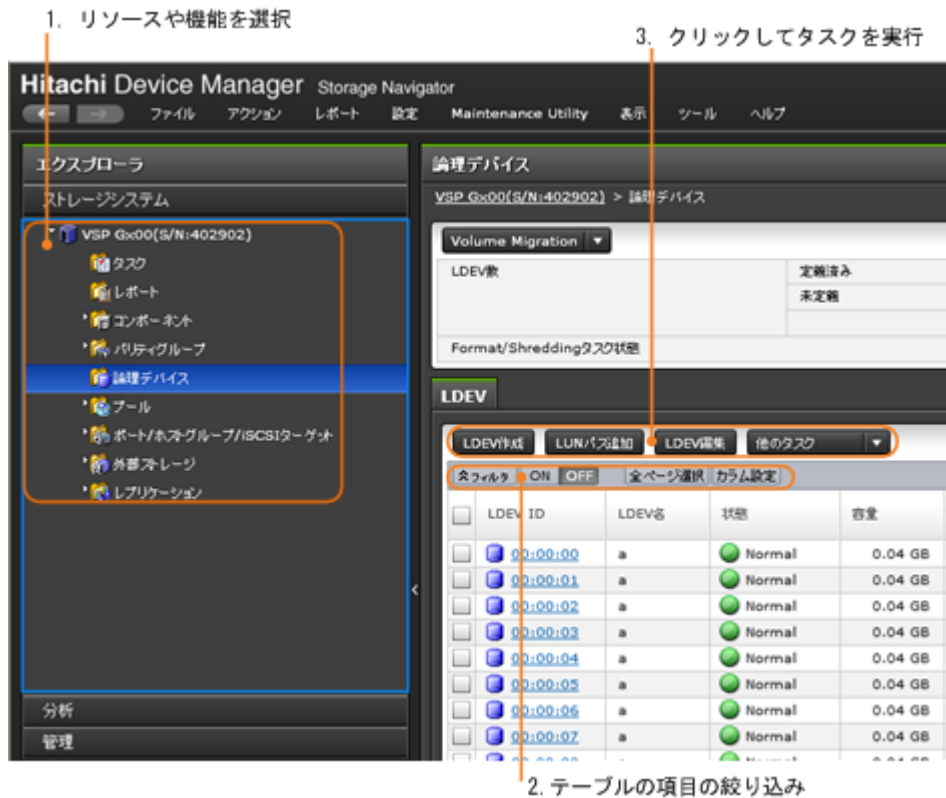 1. リソースや機能を選択
3. クリックしてタスクを実行
Hitachi Device Manager Storage Navigator
ファイル アクション レポート 設定 Maintenance Utility 表示 ツール ヘルプ
エクスプローラ
ストレージシステム
VSP Gx00(S/N:402902)
タスク
レポート
コンポーネント
パリティグループ
論理デバイス
プール
ポート/ホストグループ/iSCSIターゲット
外部ストレージ
レプリケーション
分析
管理
論理デバイス
VSP Gx00(S/N:402902) > 論理デバイス
Volume Migration
LDEV数 定義済み
未定義
Format/Shreddingタスク状態
LDEV
LDEV作成 LUNパス追加 LDEV編集 他のタスク
フィルタ ON OFF 全ページ選択 カラム設定
LDEV ID LDEV名 状態 容量
00:00:00 a Normal 0.04 GB
00:00:01 a Normal 0.04 GB
00:00:02 a Normal 0.04 GB
00:00:03 a Normal 0.04 GB
00:00:04 a Normal 0.04 GB
00:00:05 a Normal 0.04 GB
00:00:06 a Normal 0.04 GB
00:00:07 a Normal 0.04 GB
2. テーブルの項目の絞り込み